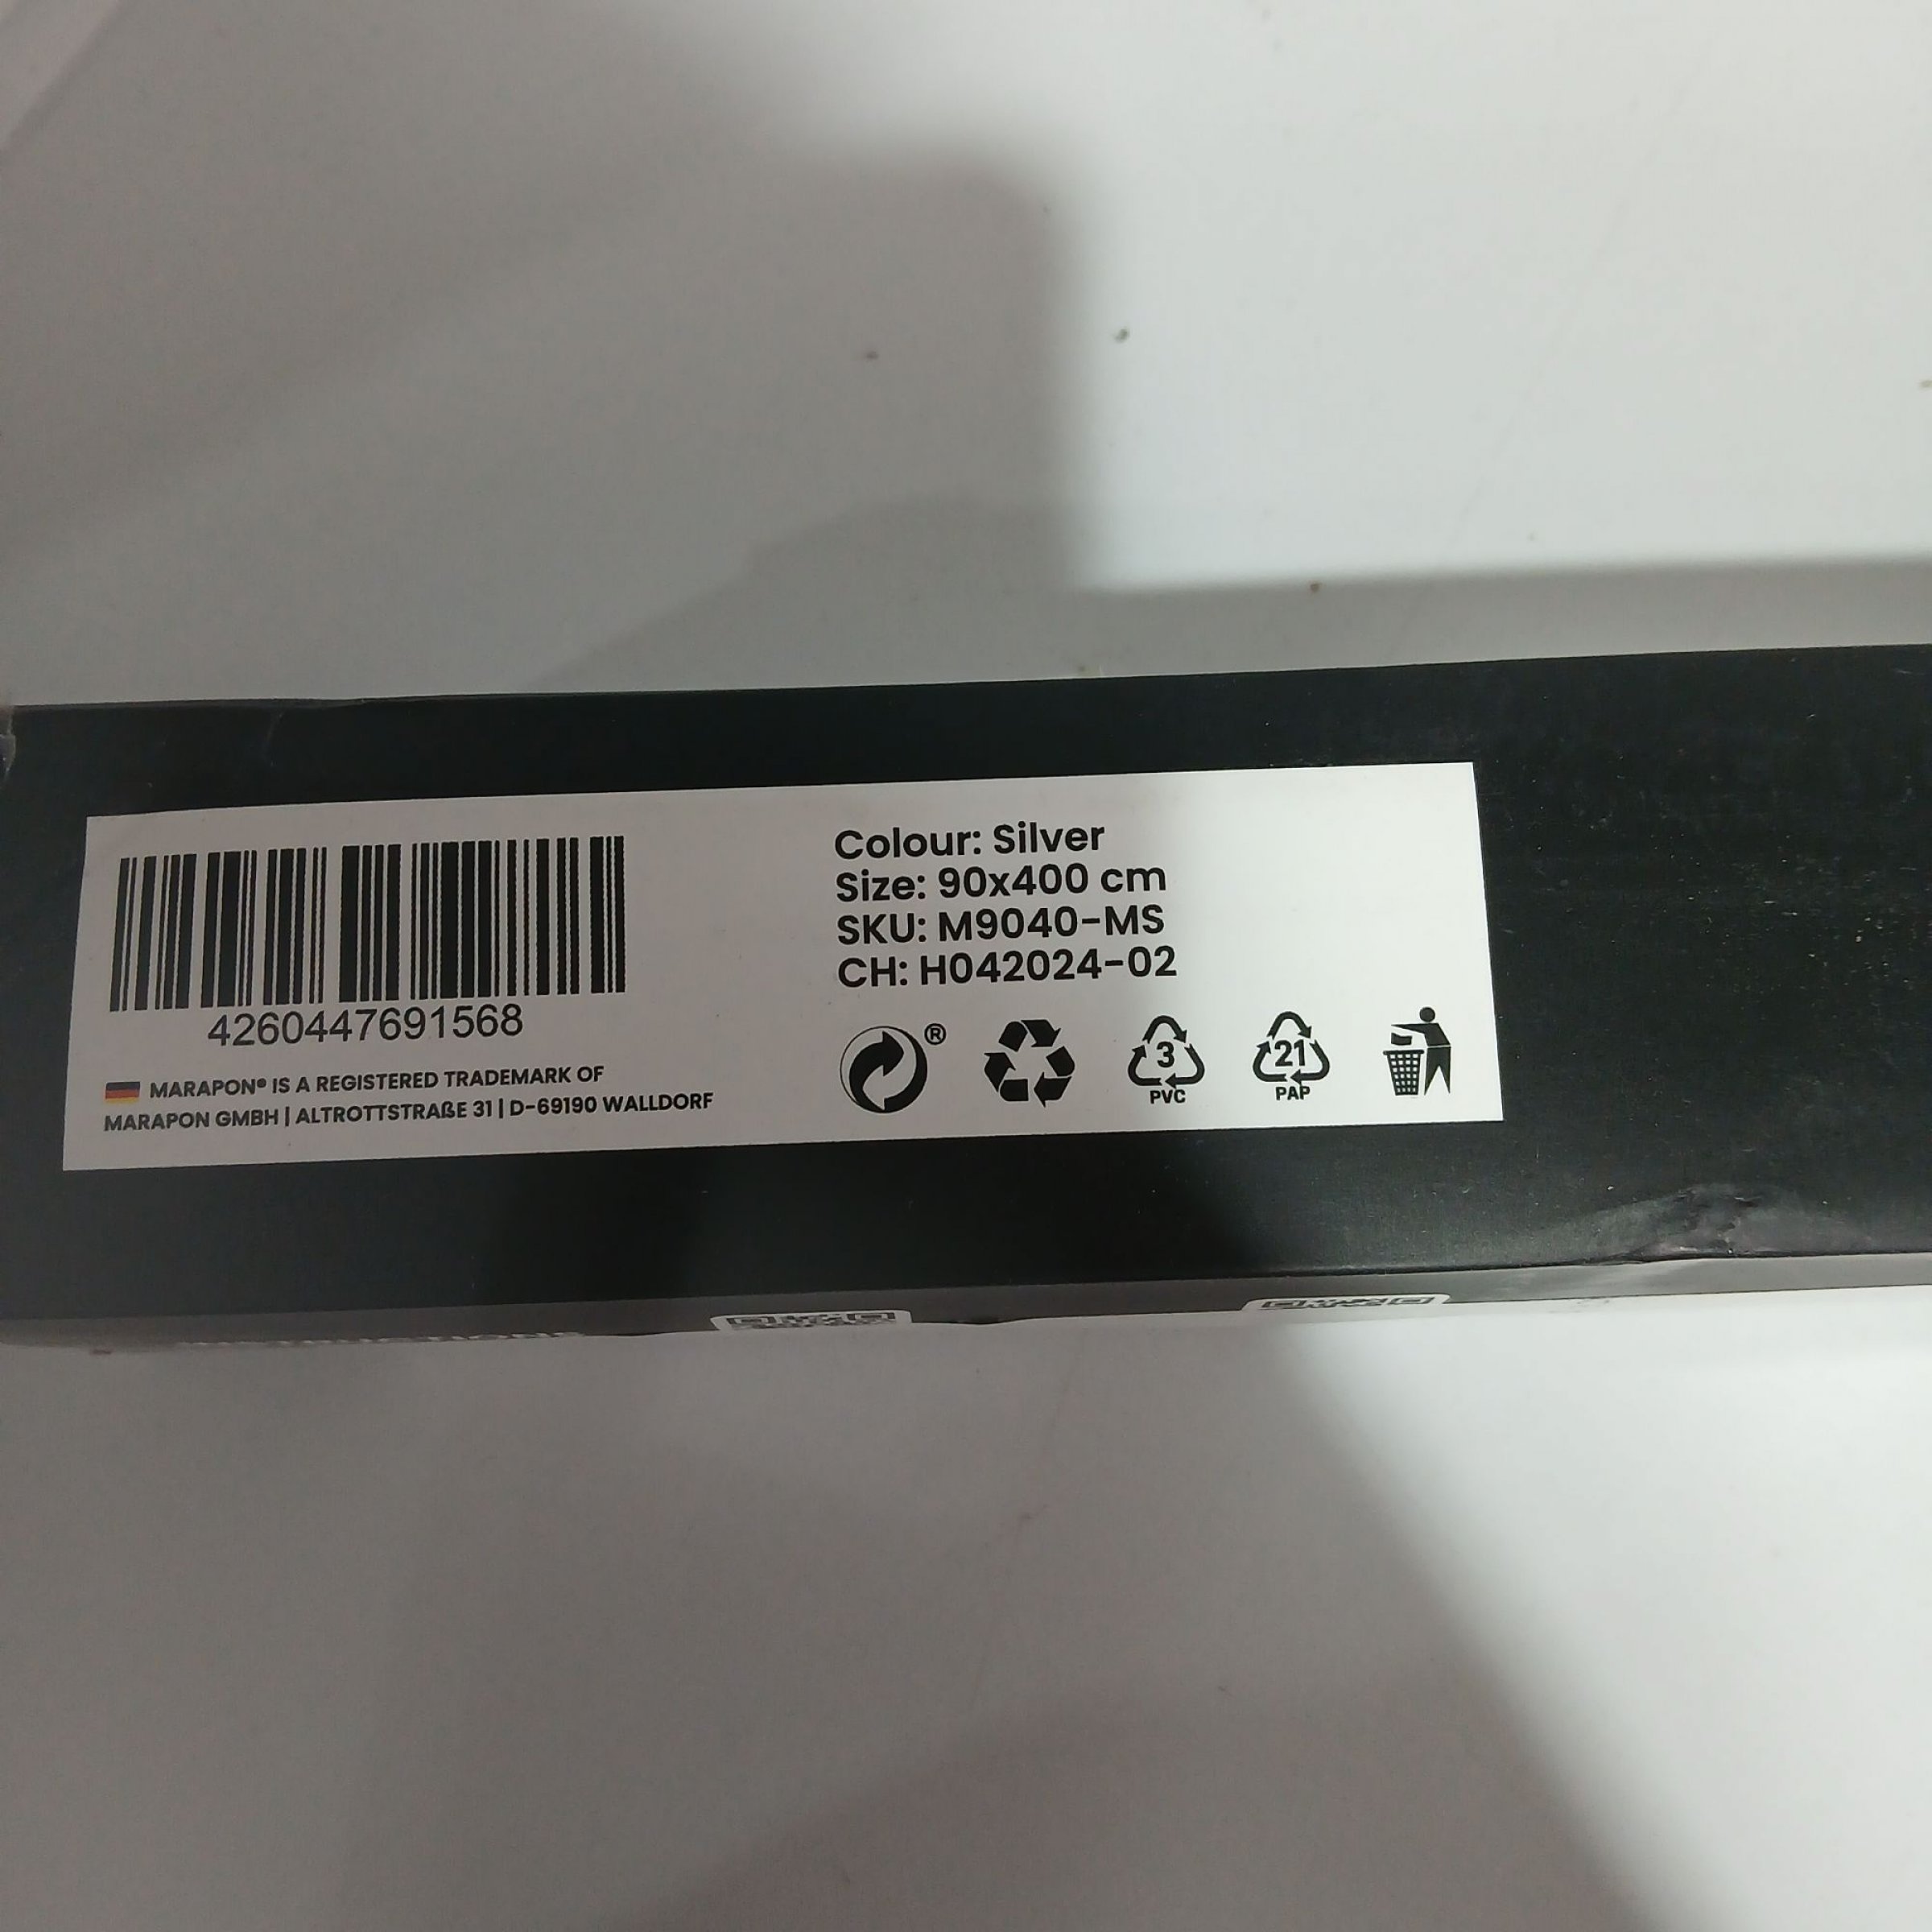 Colour: Silver
Size: 90x400 cm
SKU: M9040-MS
CH: H042024-02
4260447691568
MARAPON® IS A REGISTERED TRADEMARK OF
MARAPON GMBH | ALTROTTSTRAßE 31 | D-69190 WALLDORF
®
3
PVC
21
PAP